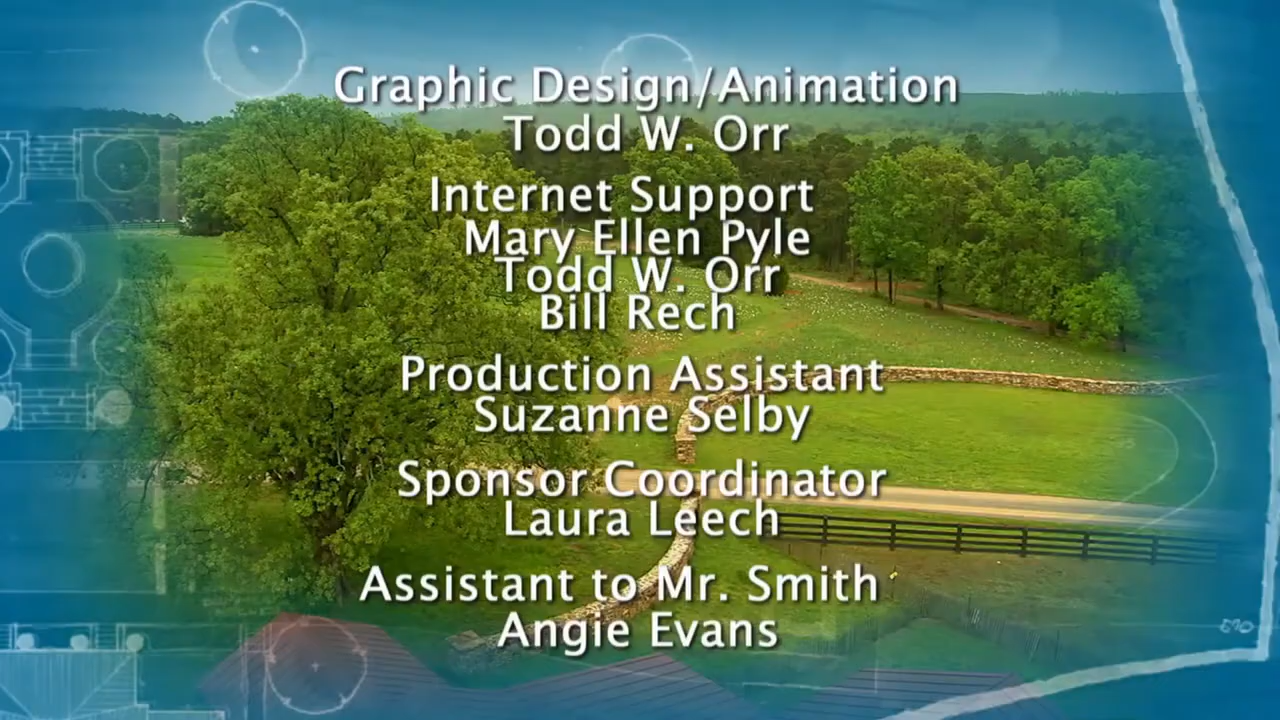 Graphic Design/Animation
Todd W. Orr
Internet Support
Mary Ellen Pyle
Todd W. Orr
Bill Rech
Production Assistant
Suzanne Selby
Sponsor Coordinator
Laura Leech
Assistant to Mr. Smith
Angie Evans